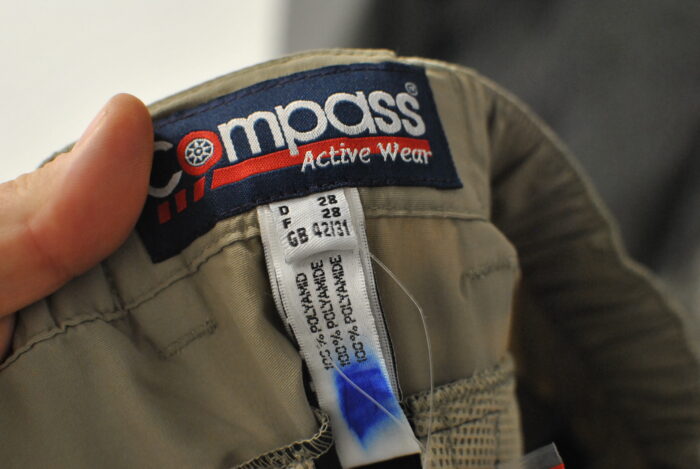 compass®
Active Wear
D 28
F 28
GB 42/31
100% POLYAMID
100% POLYAMIDE
100% POLYAMIDE